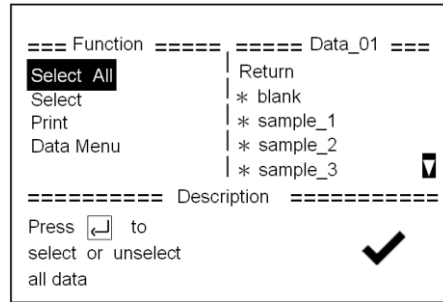 === Function ===== ===== Data_01 ===
Select All
Select
Print
Data Menu
Return
* blank
* sample_1
* sample_2
* sample_3
========== Description ==========
Press ↵ to
select or unselect
all data